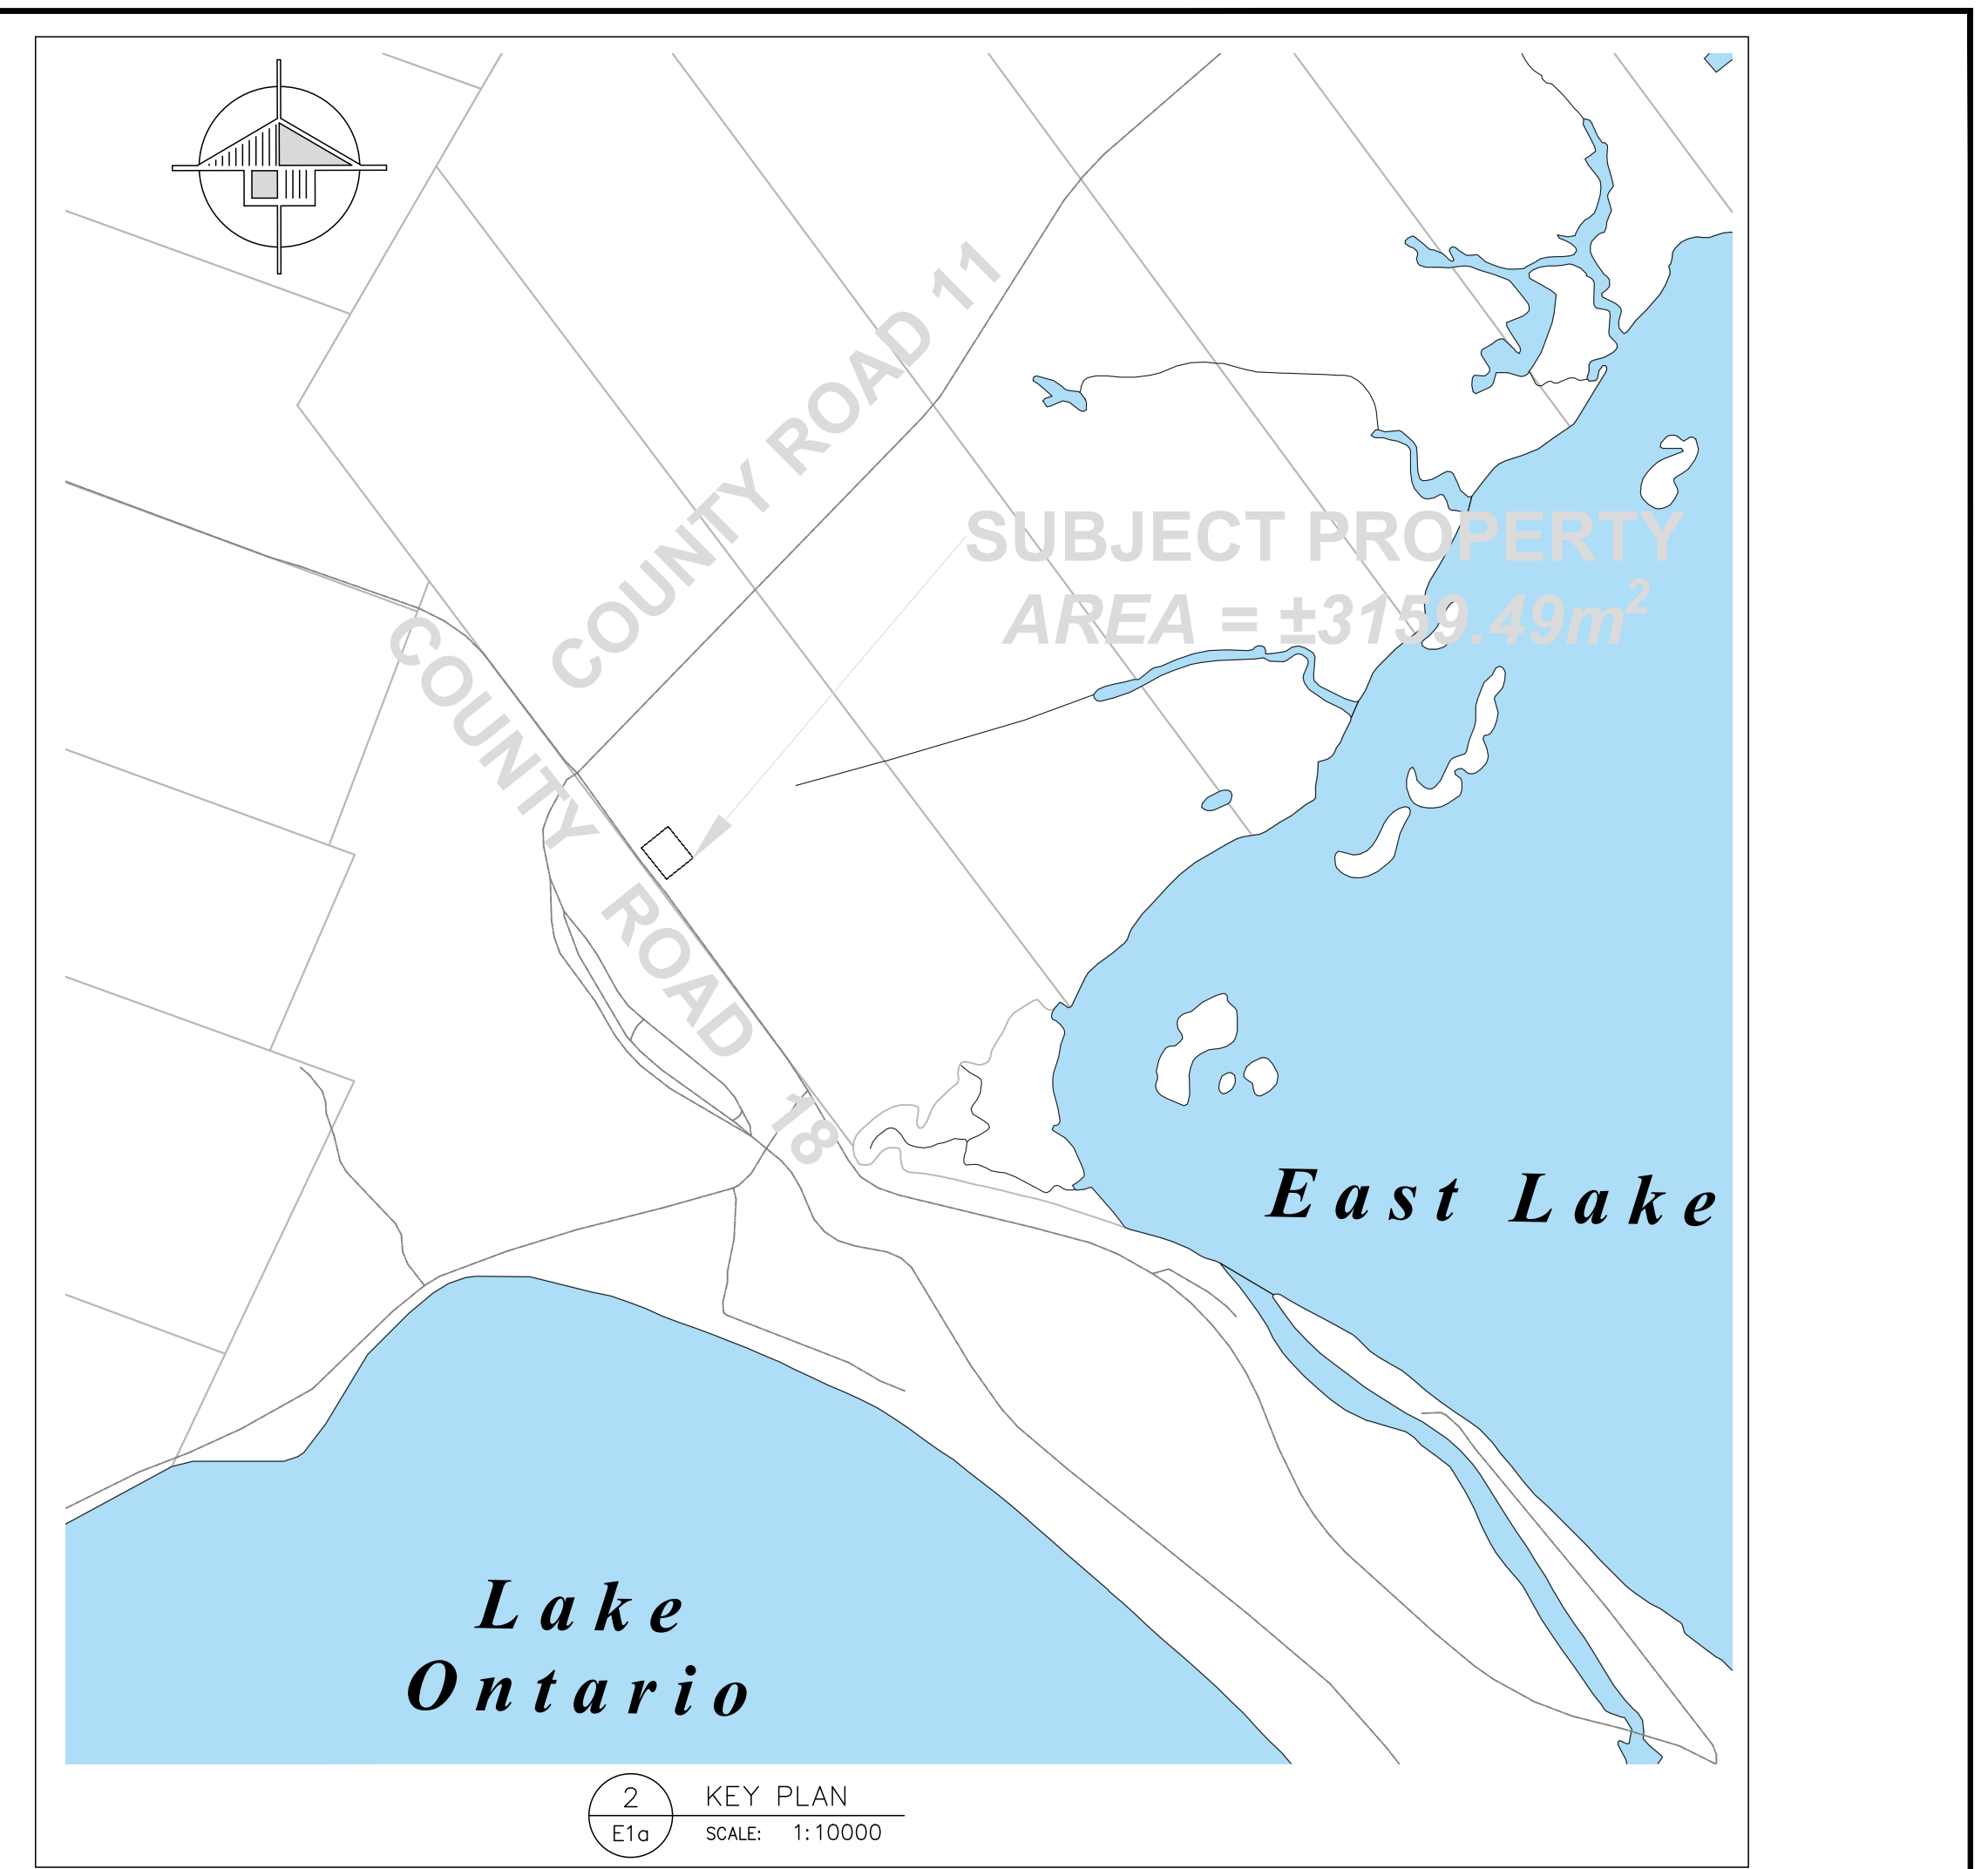 COUNTY ROAD 11
SUBJECT PROPERTY
AREA = ±3159.49m²
COUNTY ROAD 18
East Lake
Lake
Ontario
2
E1a
KEY PLAN
SCALE: 1:10000